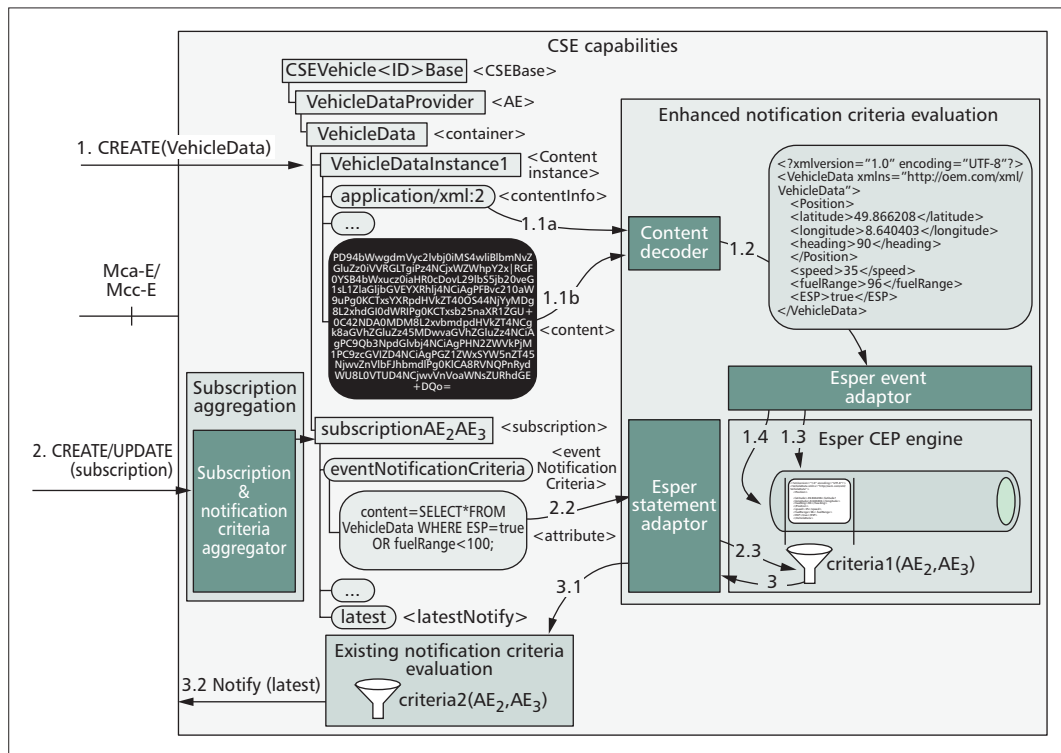 CSE capabilities
CSEVehicle<ID>Base
<CSEBase>
VehicleDataProvider
<AE>
VehicleData
<container>
1. CREATE(VehicleData)
VehicleDataInstance1
<Content
instance>
application/xml:2
<contentInfo>
...
1.1a
1.1b
<content>
Mca-E/
Mcc-E
Enhanced notification criteria evaluation
Content
decoder
1.2
<?xmlversion="1.0" encoding="UTF-8"?>
<VehicleData xmlns="http://oem.com/xml/
VehicleData">
<Position>
<latitude>49.866208</latitude>
<longitude>8.640403</longitude>
<heading>90</heading>
</Position>
<speed>35</speed>
<fuelRange>96</fuelRange>
<ESP>true</ESP>
</VehicleData>
Esper event
adaptor
1.4
1.3
Esper CEP engine
Subscription
aggregation
2. CREATE/UPDATE
(subscription)
Subscription
&
notification
criteria
aggregator
subscriptionAE2AE3
<subscription>
eventNotificationCriteria
<event
Notification
Criteria>
content=SELECT*FROM
VehicleData WHERE ESP=true
OR fuelRange<100;
2.2
<attribute>
Esper
statement
adaptor
2.3
3
criteria1(AE2,AE3)
...
latest
<latestNotify>
3.1
Existing notification criteria
evaluation
criteria2(AE2,AE3)
3.2 Notify (latest)